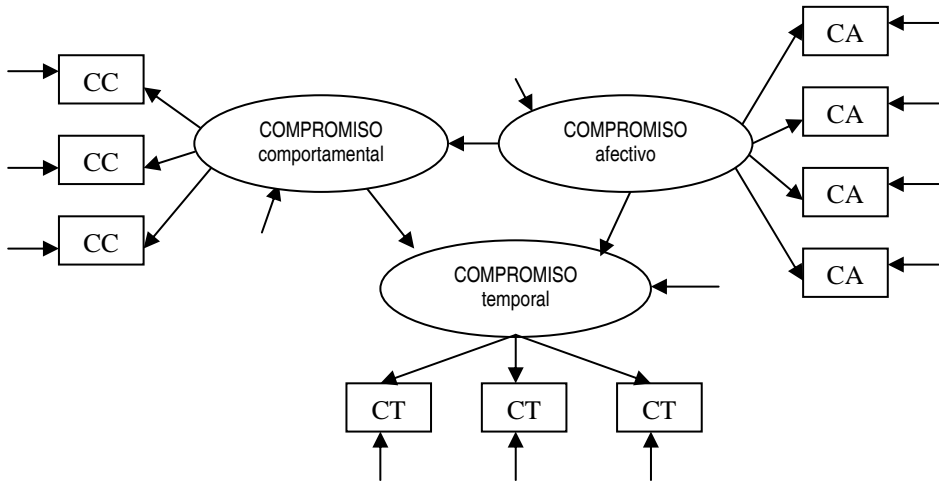 CC
CC
CC
COMPROMISO
comportamental
COMPROMISO
afectivo
CA
CA
CA
CA
COMPROMISO
temporal
CT
CT
CT